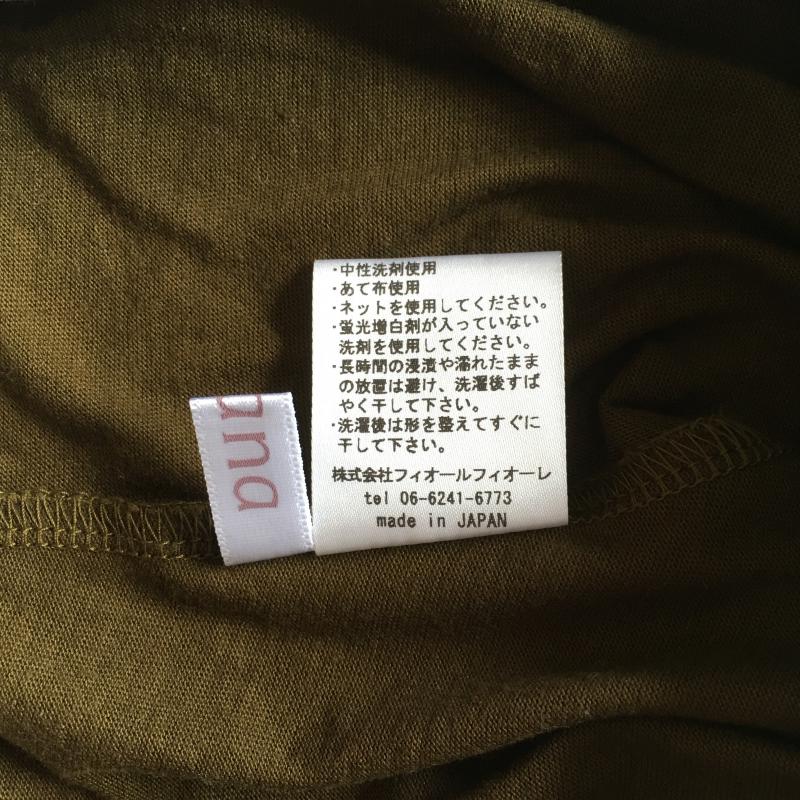 ・中性洗剤使用
・あて布使用
・ネットを使用してください。
・蛍光増白剤が入っていない
洗剤を使用してください。
・長時間の浸漬や濡れたまま
の放置は避け、洗濯後すば
やく干して下さい。
・洗濯後は形を整えてすぐに
干して下さい。
株式会社フィオールフィオーレ
tel 06-6241-6773
made in JAPAN
una